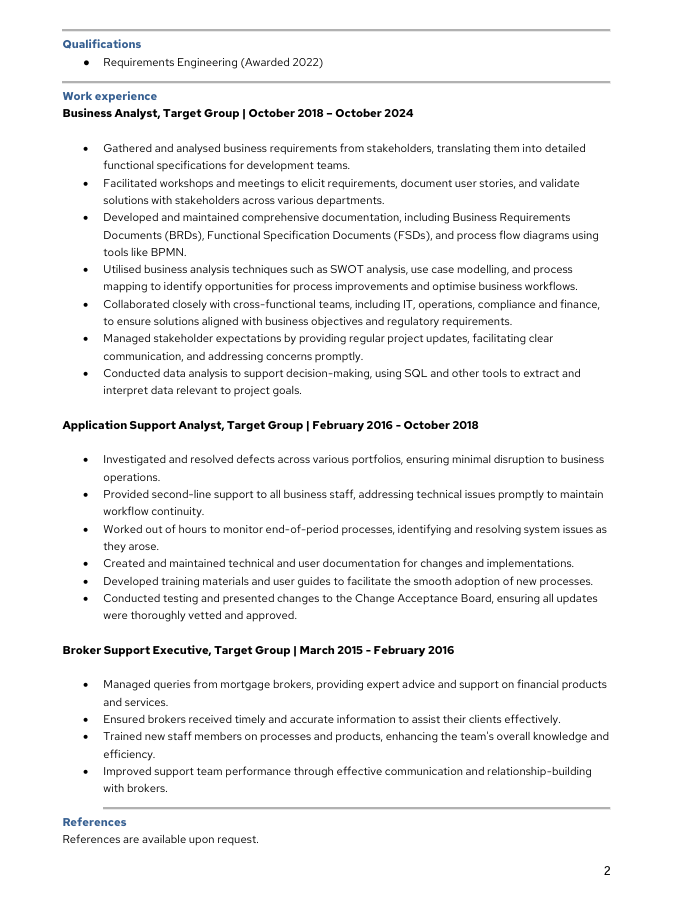 Qualifications
● Requirements Engineering (Awarded 2022)
Work experience
Business Analyst, Target Group | October 2018 – October 2024
● Gathered and analysed business requirements from stakeholders, translating them into detailed
functional specifications for development teams.
● Facilitated workshops and meetings to elicit requirements, document user stories, and validate
solutions with stakeholders across various departments.
● Developed and maintained comprehensive documentation, including Business Requirements
Documents (BRDs), Functional Specification Documents (FSDs), and process flow diagrams using
tools like BPMN.
● Utilised business analysis techniques such as SWOT analysis, use case modelling, and process
mapping to identify opportunities for process improvements and optimise business workflows.
● Collaborated closely with cross-functional teams, including IT, operations, compliance and finance,
to ensure solutions aligned with business objectives and regulatory requirements.
● Managed stakeholder expectations by providing regular project updates, facilitating clear
communication, and addressing concerns promptly.
● Conducted data analysis to support decision-making, using SQL and other tools to extract and
interpret data relevant to project goals.
Application Support Analyst, Target Group | February 2016 - October 2018
● Investigated and resolved defects across various portfolios, ensuring minimal disruption to business
operations.
● Provided second-line support to all business staff, addressing technical issues promptly to maintain
workflow continuity.
● Worked out of hours to monitor end-of-period processes, identifying and resolving system issues as
they arose.
● Created and maintained technical and user documentation for changes and implementations.
● Developed training materials and user guides to facilitate the smooth adoption of new processes.
● Conducted testing and presented changes to the Change Acceptance Board, ensuring all updates
were thoroughly vetted and approved.
Broker Support Executive, Target Group | March 2015 - February 2016
● Managed queries from mortgage brokers, providing expert advice and support on financial products
and services.
● Ensured brokers received timely and accurate information to assist their clients effectively.
● Trained new staff members on processes and products, enhancing the team's overall knowledge and
efficiency.
● Improved support team performance through effective communication and relationship-building
with brokers.
References
References are available upon request.
2